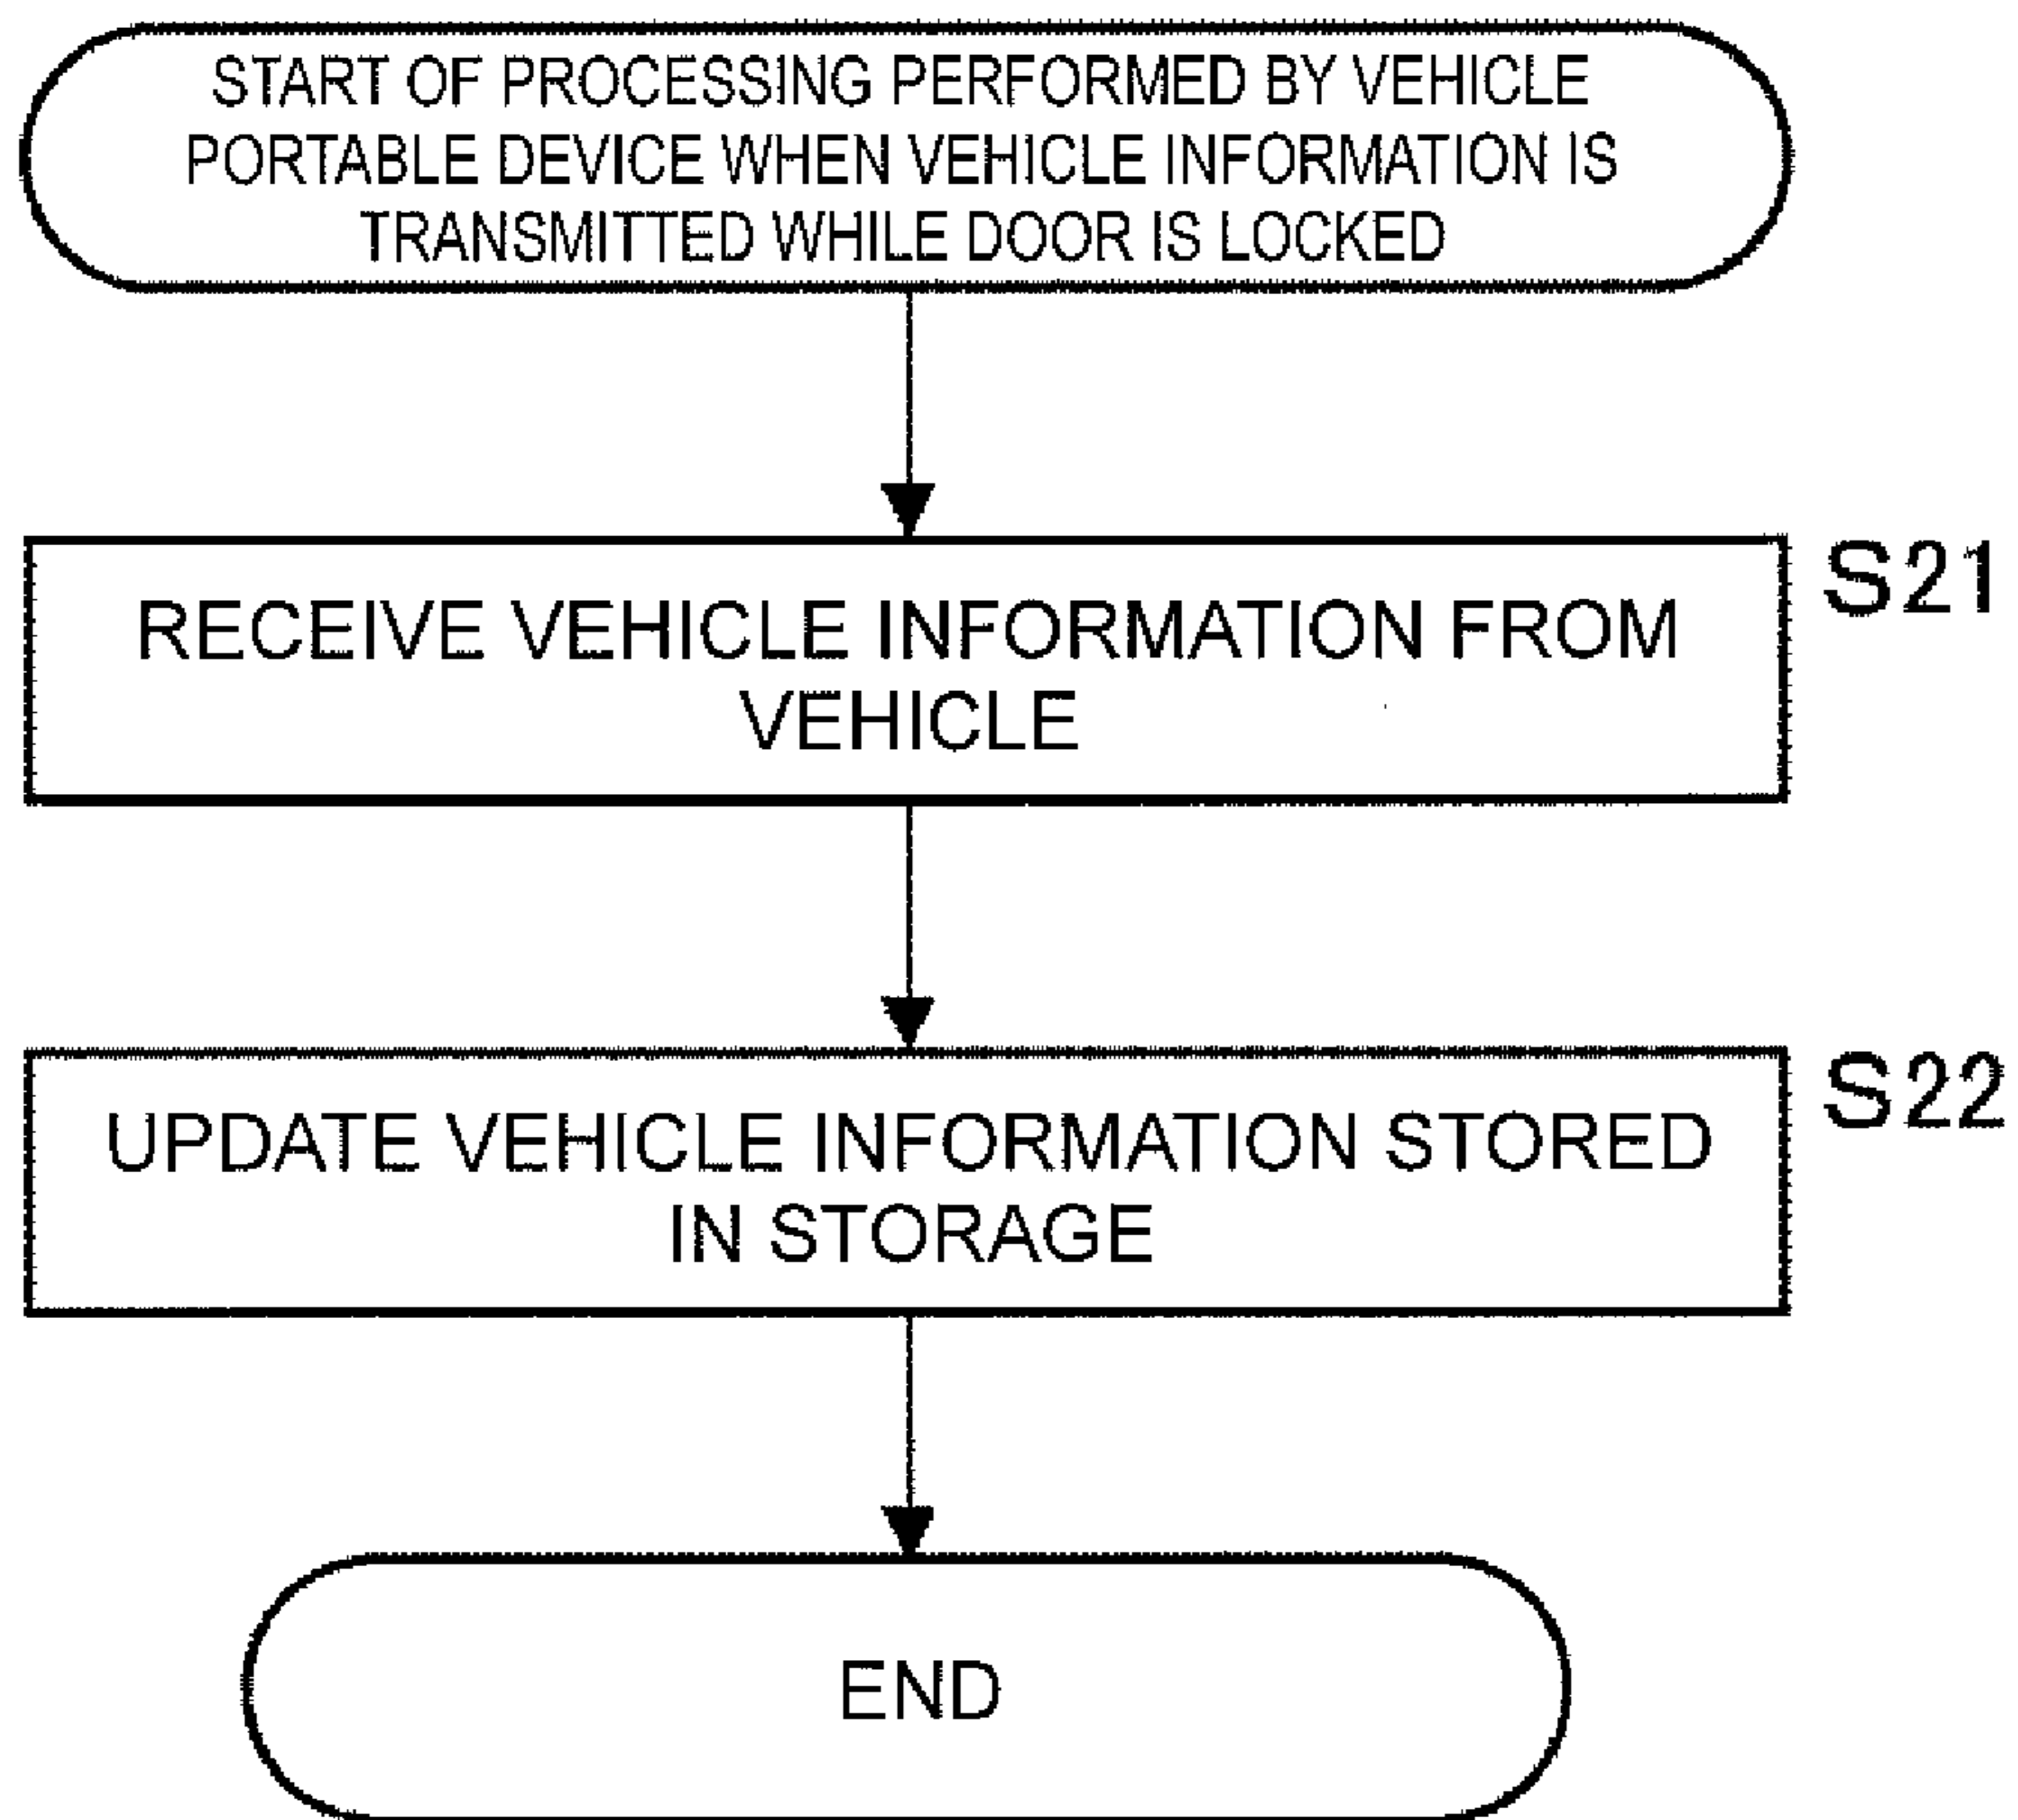 START OF PROCESSING PERFORMED BY VEHICLE
PORTABLE DEVICE WHEN VEHICLE INFORMATION IS
TRANSMITTED WHILE DOOR IS LOCKED
S21
RECEIVE VEHICLE INFORMATION FROM
VEHICLE
S22
UPDATE VEHICLE INFORMATION STORED
IN STORAGE
END